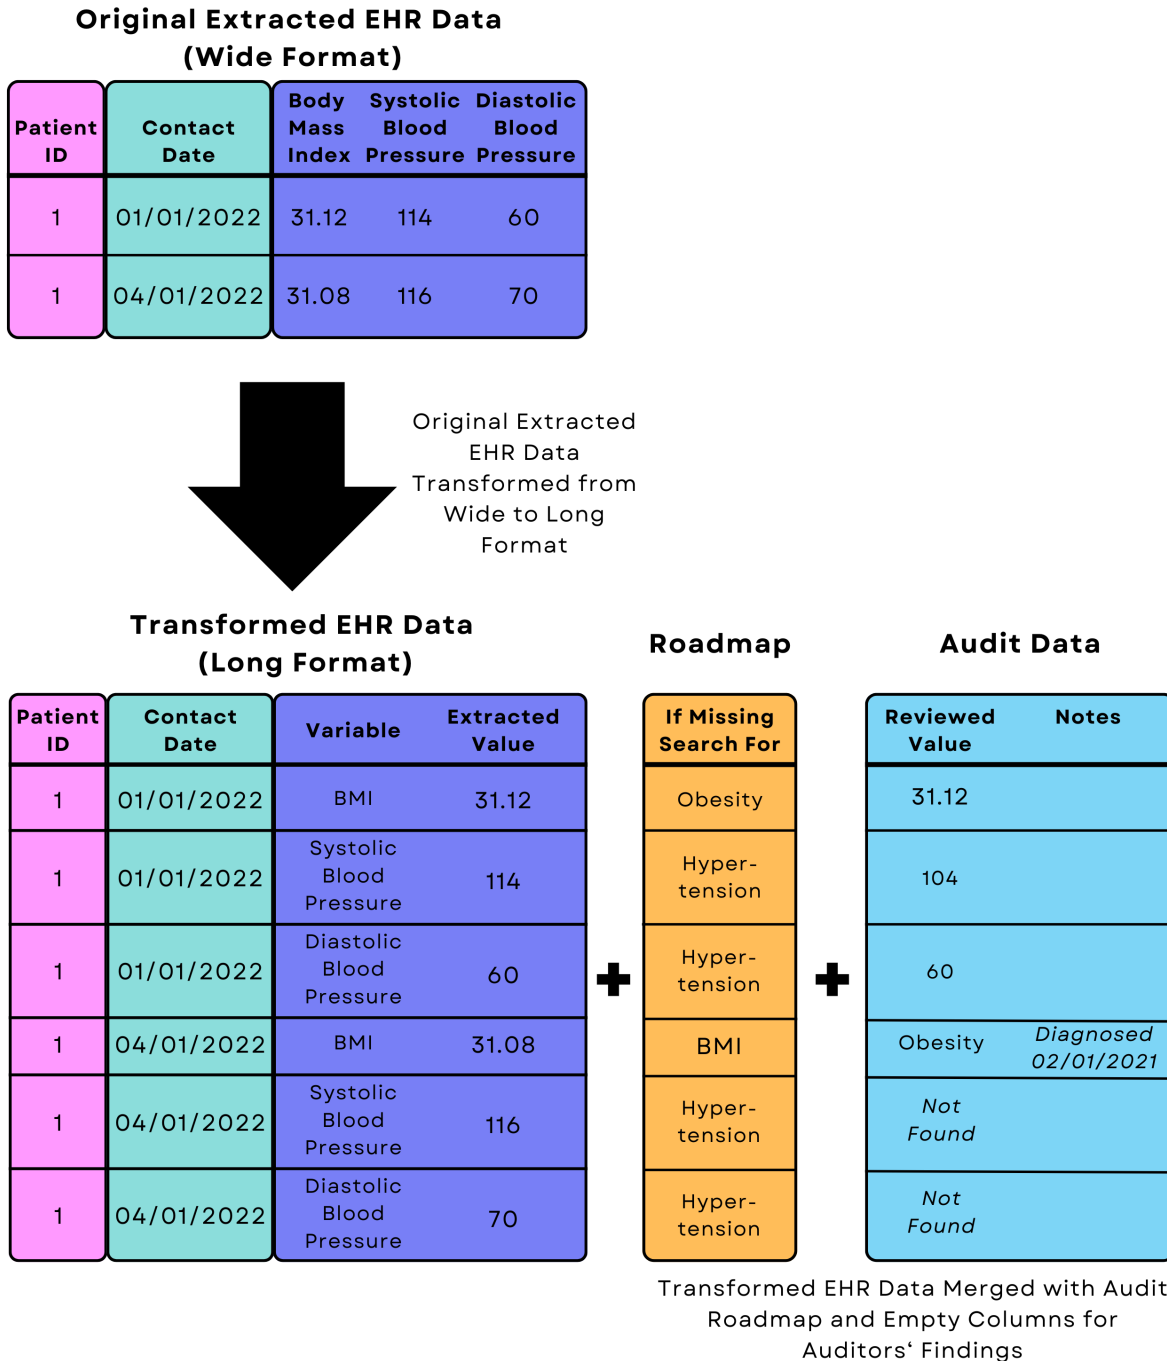 Original Extracted EHR Data
(Wide Format)
Patient ID | Contact Date | Body Mass Index | Systolic Blood Pressure | Diastolic Blood Pressure
1 | 01/01/2022 | 31.12 | 114 | 60
1 | 04/01/2022 | 31.08 | 116 | 70
Original Extracted
EHR Data
Transformed from
Wide to Long
Format
Transformed EHR Data
(Long Format)
Roadmap
Audit Data
Patient ID | Contact Date | Variable | Extracted Value | If Missing Search For | Reviewed Value | Notes
1 | 01/01/2022 | BMI | 31.12 | Obesity | 31.12
1 | 01/01/2022 | Systolic Blood Pressure | 114 | Hyper-tension | 104
1 | 01/01/2022 | Diastolic Blood Pressure | 60 | Hyper-tension | 60
1 | 04/01/2022 | BMI | 31.08 | BMI | Obesity | Diagnosed 02/01/2021
1 | 04/01/2022 | Systolic Blood Pressure | 116 | Hyper-tension | Not Found
1 | 04/01/2022 | Diastolic Blood Pressure | 70 | Hyper-tension | Not Found
+ +
Transformed EHR Data Merged with Audit
Roadmap and Empty Columns for
Auditors‘ Findings